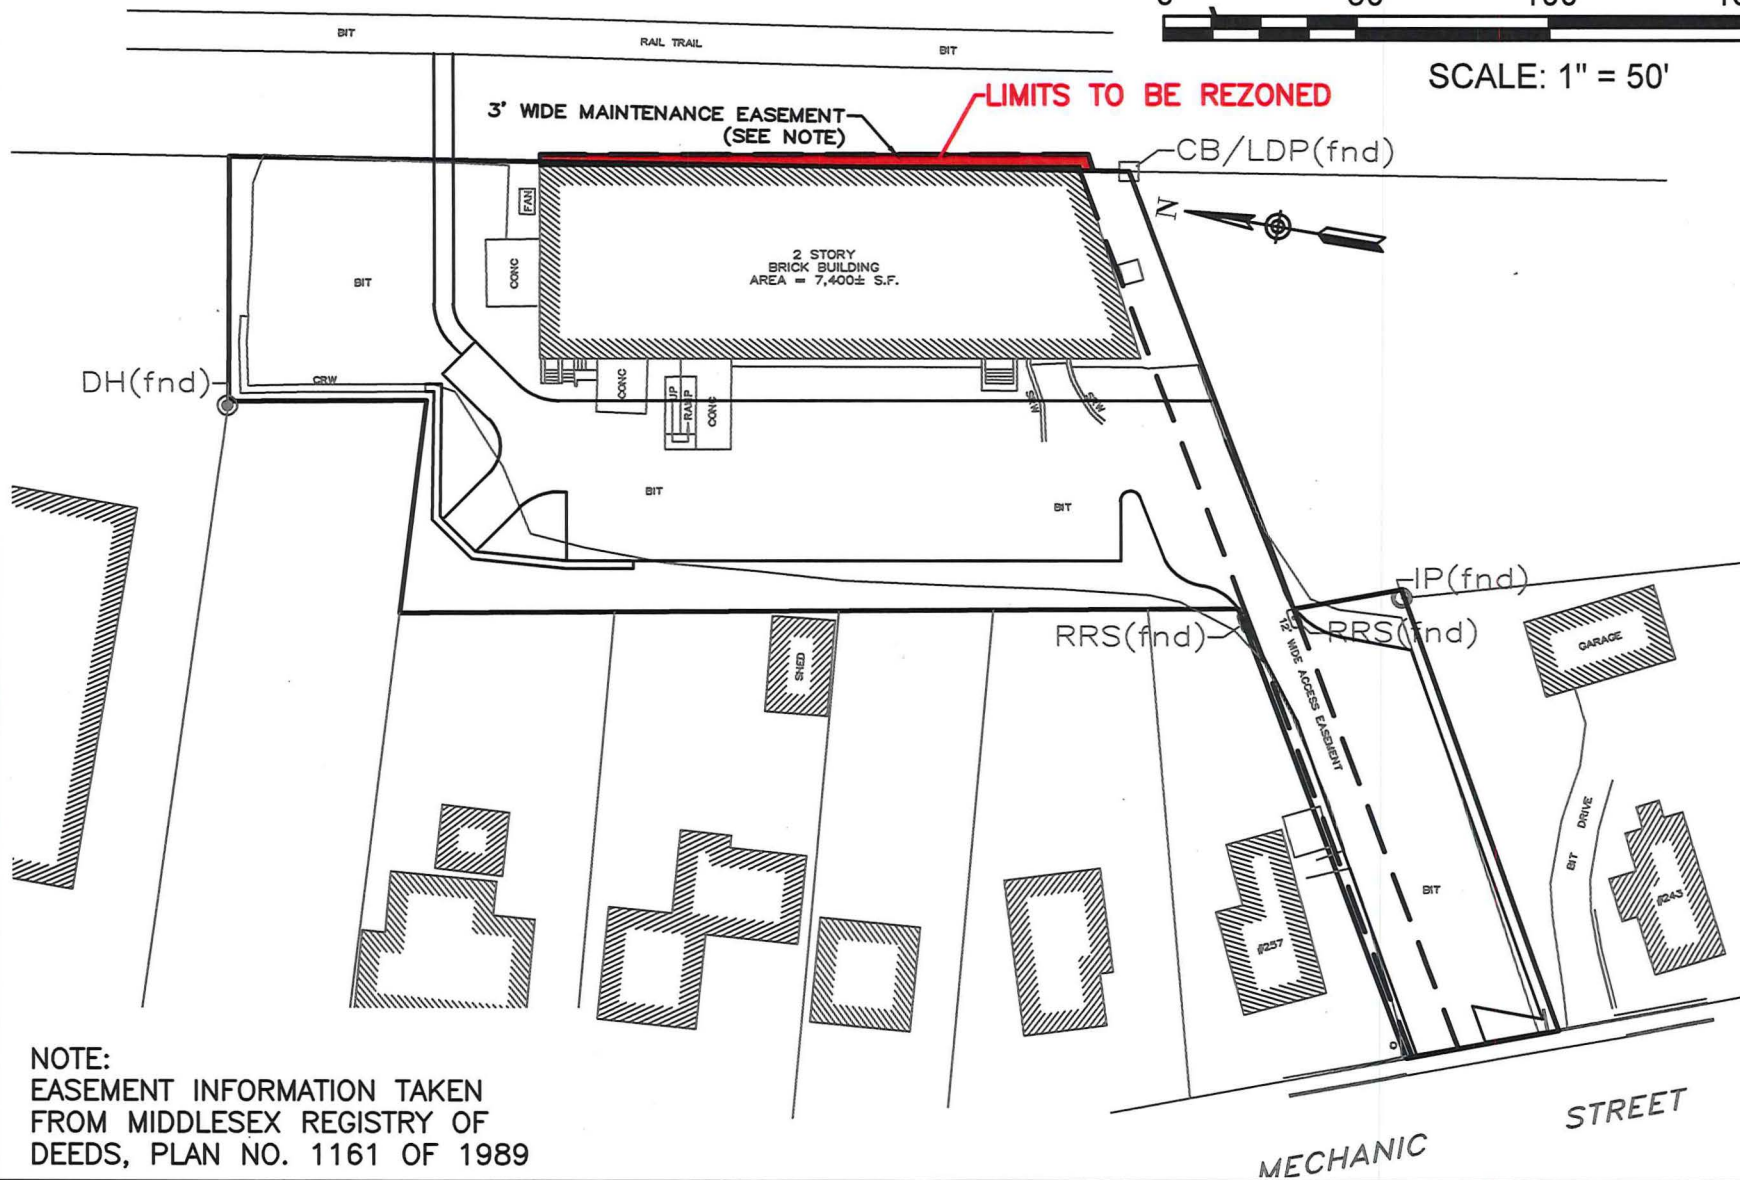 BIT
RAIL TRAIL
BIT
SCALE: 1" = 50'
LIMITS TO BE REZONED
3' WIDE MAINTENANCE EASEMENT
(SEE NOTE)
CB/LDP(fnd)
N
FAN
CONC
2 STORY
BRICK BUILDING
AREA = 7,400± S.F.
BIT
DH(fnd)
CRW
CONC
UP
RAMP
CONC
SRW
SRW
BIT
BIT
IP(fnd)
RRS(fnd)
RRS(fnd)
12' WIDE ACCESS EASEMENT
GARAGE
SHED
BIT DRIVE
BIT
#257
#243
NOTE:
EASEMENT INFORMATION TAKEN
FROM MIDDLESEX REGISTRY OF
DEEDS, PLAN NO. 1161 OF 1989
MECHANIC STREET